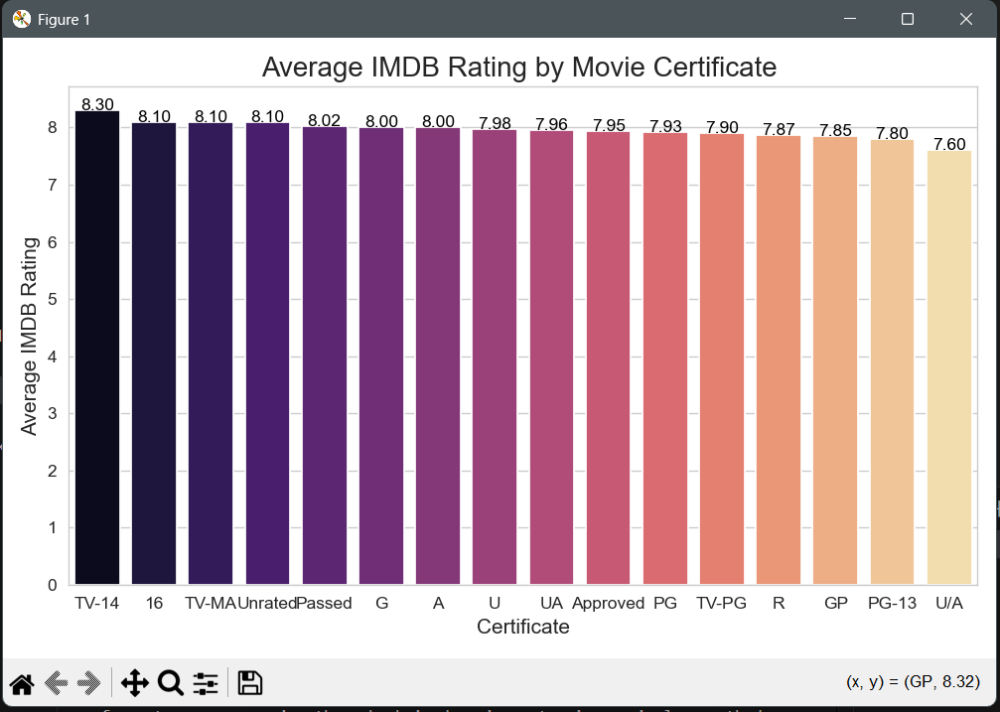 Figure 1
Average IMDB Rating by Movie Certificate
8.30 8.10 8.10 8.10 8.02 8.00 8.00 7.98 7.96 7.95 7.93 7.90 7.87 7.85 7.80 7.60
8
7
6
5
4
3
2
1
0
Average IMDB Rating
TV-14 16 TV-MA Unrated Passed G A U UA Approved PG TV-PG R GP PG-13 U/A
Certificate
(x, y) = (GP, 8.32)